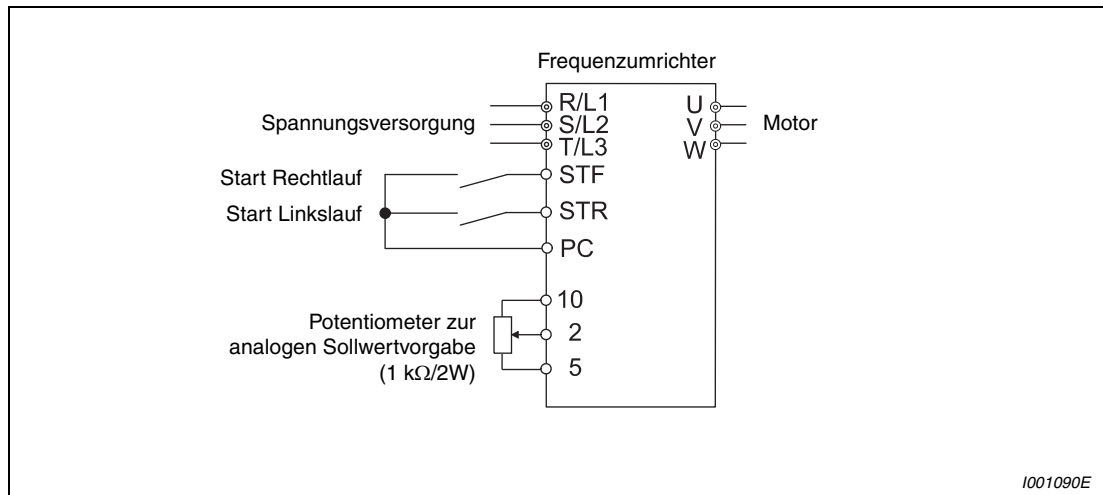 Frequenzumrichter
R/L1
U
Spannungsversorgung
S/L2
V
Motor
T/L3
W
Start Rechtlauf
STF
Start Linkslauf
STR
PC
10
Potentiometer zur
2
analogen Sollwertvorgabe
5
(1 kΩ/2W)
I001090E